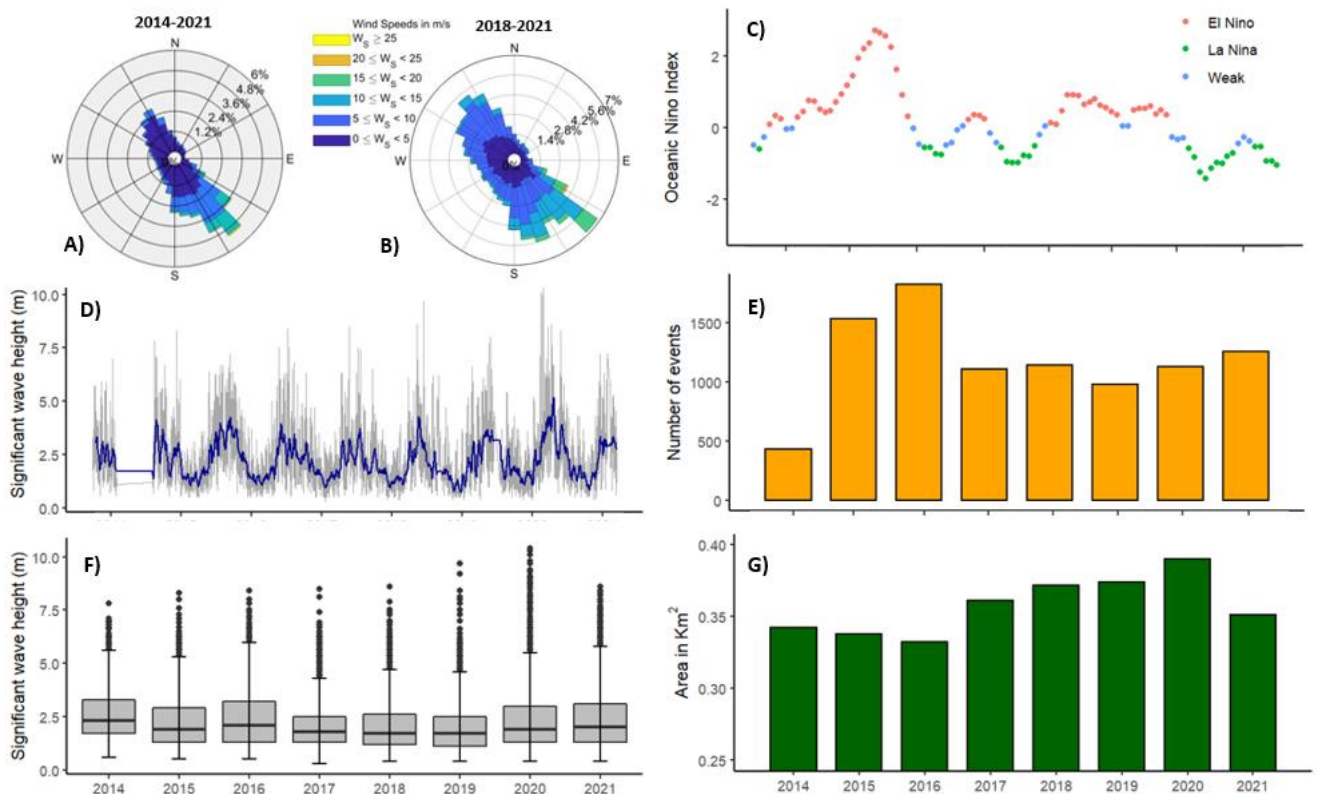 2014-2021
N
6%
4.8%
3.6%
2.4%
1.2%
W
E
A)
S
Wind Speeds in m/s
W_S ≥ 25
20 ≤ W_S < 25
15 ≤ W_S < 20
10 ≤ W_S < 15
5 ≤ W_S < 10
0 ≤ W_S < 5
2018-2021
N
7%
5.6%
4.2%
2.8%
1.4%
W
E
B)
S
C)
Oceanic Nino Index
2
0
-2
El Nino
La Nina
Weak
D)
Significant wave height (m)
10.0
7.5
5.0
2.5
0.0
E)
Number of events
1500
1000
500
0
F)
Significant wave height (m)
10.0
7.5
5.0
2.5
0.0
2014 2015 2016 2017 2018 2019 2020 2021
G)
Area in Km²
0.40
0.35
0.30
0.25
2014 2015 2016 2017 2018 2019 2020 2021